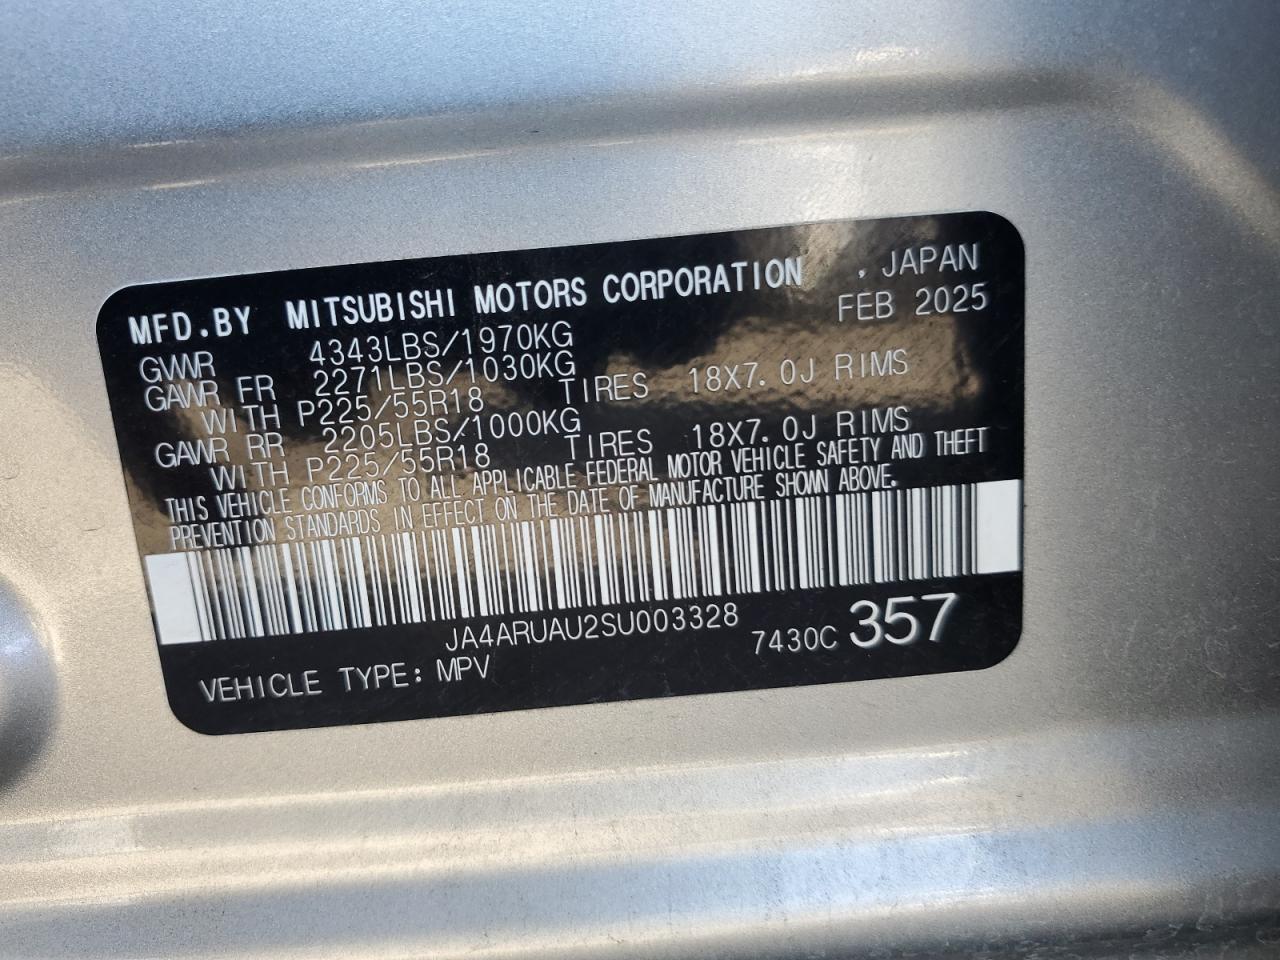 MFD.BY MITSUBISHI MOTORS CORPORATION , JAPAN
FEB 2025
GVWR 4343LBS/1970KG
GAWR FR 2271LBS/1030KG
WITH P225/55R18 TIRES 18X7.0J RIMS
GAWR RR 2205LBS/1000KG
WITH P225/55R18 TIRES 18X7.0J RIMS
THIS VEHICLE CONFORMS TO ALL APPLICABLE FEDERAL MOTOR VEHICLE SAFETY AND THEFT
PREVENTION STANDARDS IN EFFECT ON THE DATE OF MANUFACTURE SHOWN ABOVE.
JA4ARUAU2SU003328
7430C 357
VEHICLE TYPE: MPV